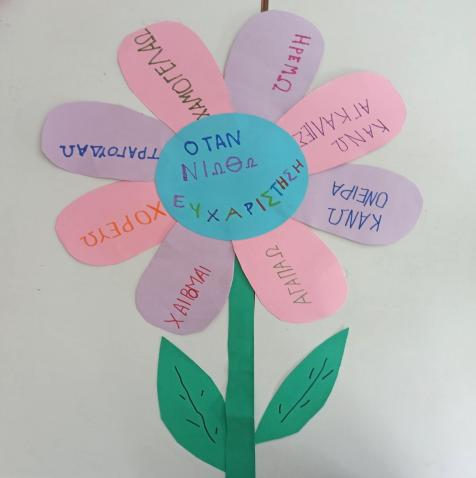 ΟΤΑΝ
ΝΙΩΘΩ
ΕΥΧΑΡΙΣΤΗΣΗ
ΗΡΕΜΩ
ΚΑΝΩ
ΑΓΚΑΛΙΕΣ
ΚΑΝΩ
ΟΝΕΙΡΑ
ΑΓΑΠΑΩ
ΧΑΙΡΟΜΑΙ
ΧΟΡΕΥΩ
ΤΡΑΓΟΥΔΑΩ
ΧΑΜΟΓΕΛΑΩ